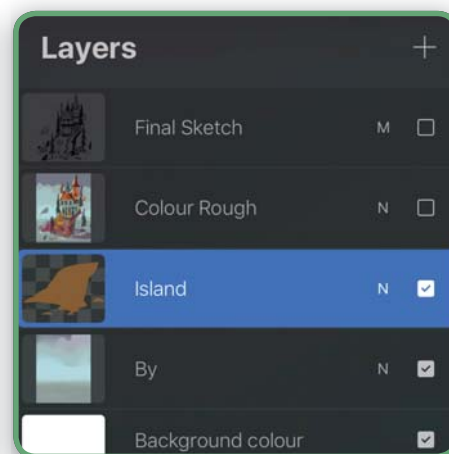 Layers
Final Sketch M
Colour Rough N
Island N
By N
Background colour